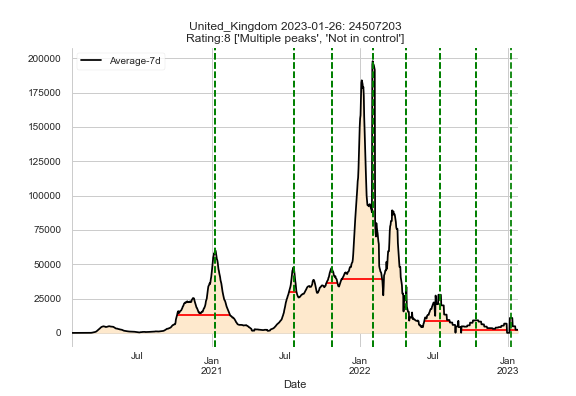 United_Kingdom 2023-01-26: 24507203
Rating:8 ['Multiple peaks', 'Not in control']
Average-7d
200000
175000
150000
125000
100000
75000
50000
25000
0
Jul
Jan
2021
Jul
Jan
2022
Jul
Jan
2023
Date